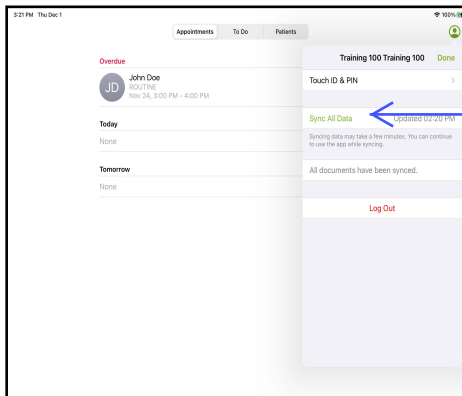 3:21 PM Thu Dec 1
100%
Appointments To Do Patients
Overdue
JD
John Doe
ROUTINE
Nov 24, 3:00 PM - 4:00 PM
Today
None
Tomorrow
None
Training 100 Training 100 Done
Touch ID & PIN
Sync All Data Updated 02:20 PM
Syncing data may take a few minutes. You can continue
to use the app while syncing.
All documents have been synced.
Log Out